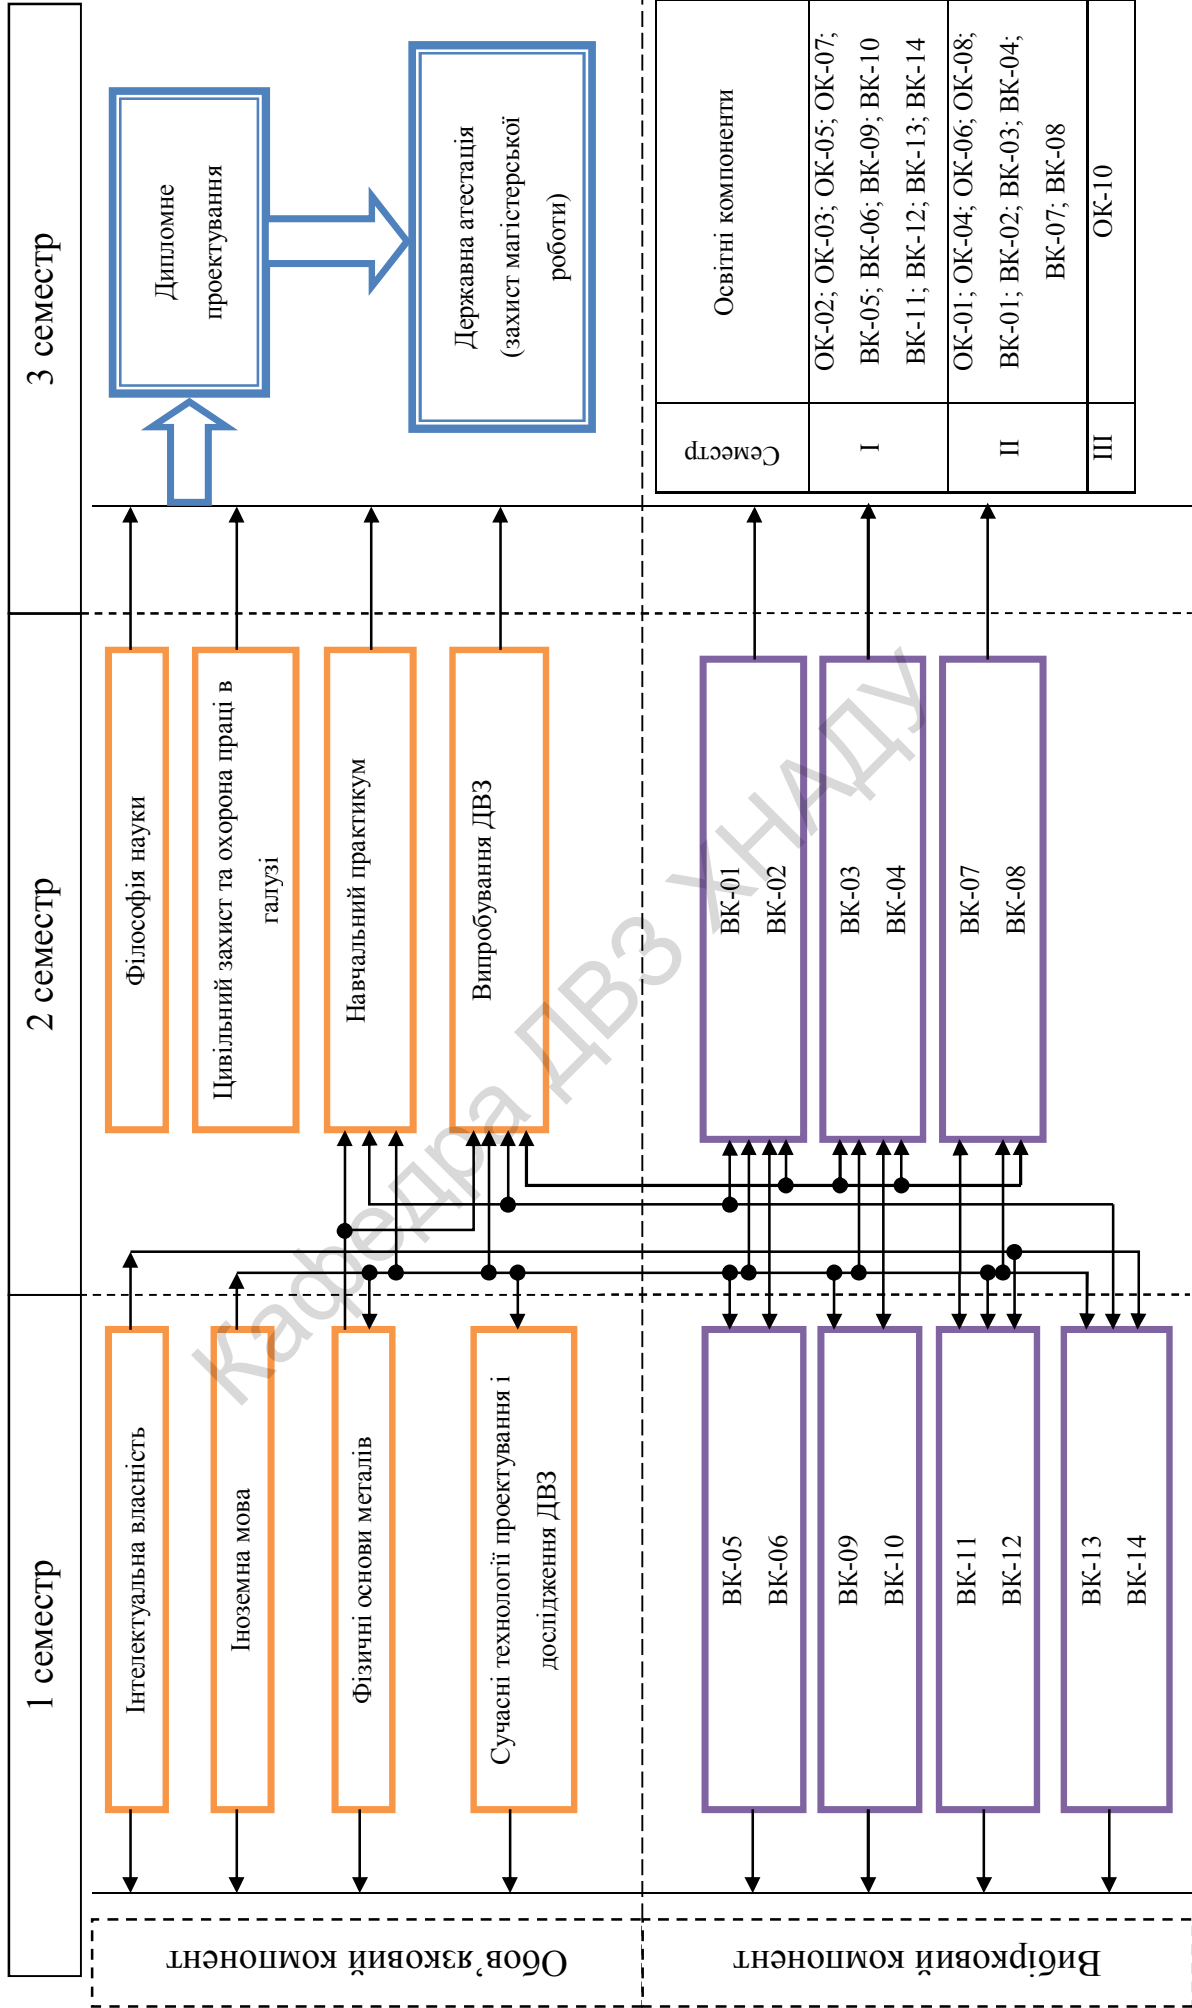 1 семестр
2 семестр
3 семестр
Обов’язковий компонент
Інтелектуальна власність
Іноземна мова
Фізичні основи металів
Сучасні технології проектування і
дослідження ДВЗ
Філософія науки
Цивільний захист та охорона праці в
галузі
Навчальний практикум
Випробування ДВЗ
Дипломне
проектування
Державна атестація
(захист магістерської
роботи)
Вибірковий компонент
ВК-05
ВК-06
ВК-09
ВК-10
ВК-11
ВК-12
ВК-13
ВК-14
ВК-01
ВК-02
ВК-03
ВК-04
ВК-07
ВК-08
Семестр
Освітні компоненти
I
ОК-02; ОК-03; ОК-05; ОК-07;
ВК-05; ВК-06; ВК-09; ВК-10
ВК-11; ВК-12; ВК-13; ВК-14
II
ОК-01; ОК-04; ОК-06; ОК-08;
ВК-01; ВК-02; ВК-03; ВК-04;
ВК-07; ВК-08
III
ОК-10
Кафедра ДВЗ ХНАДУ